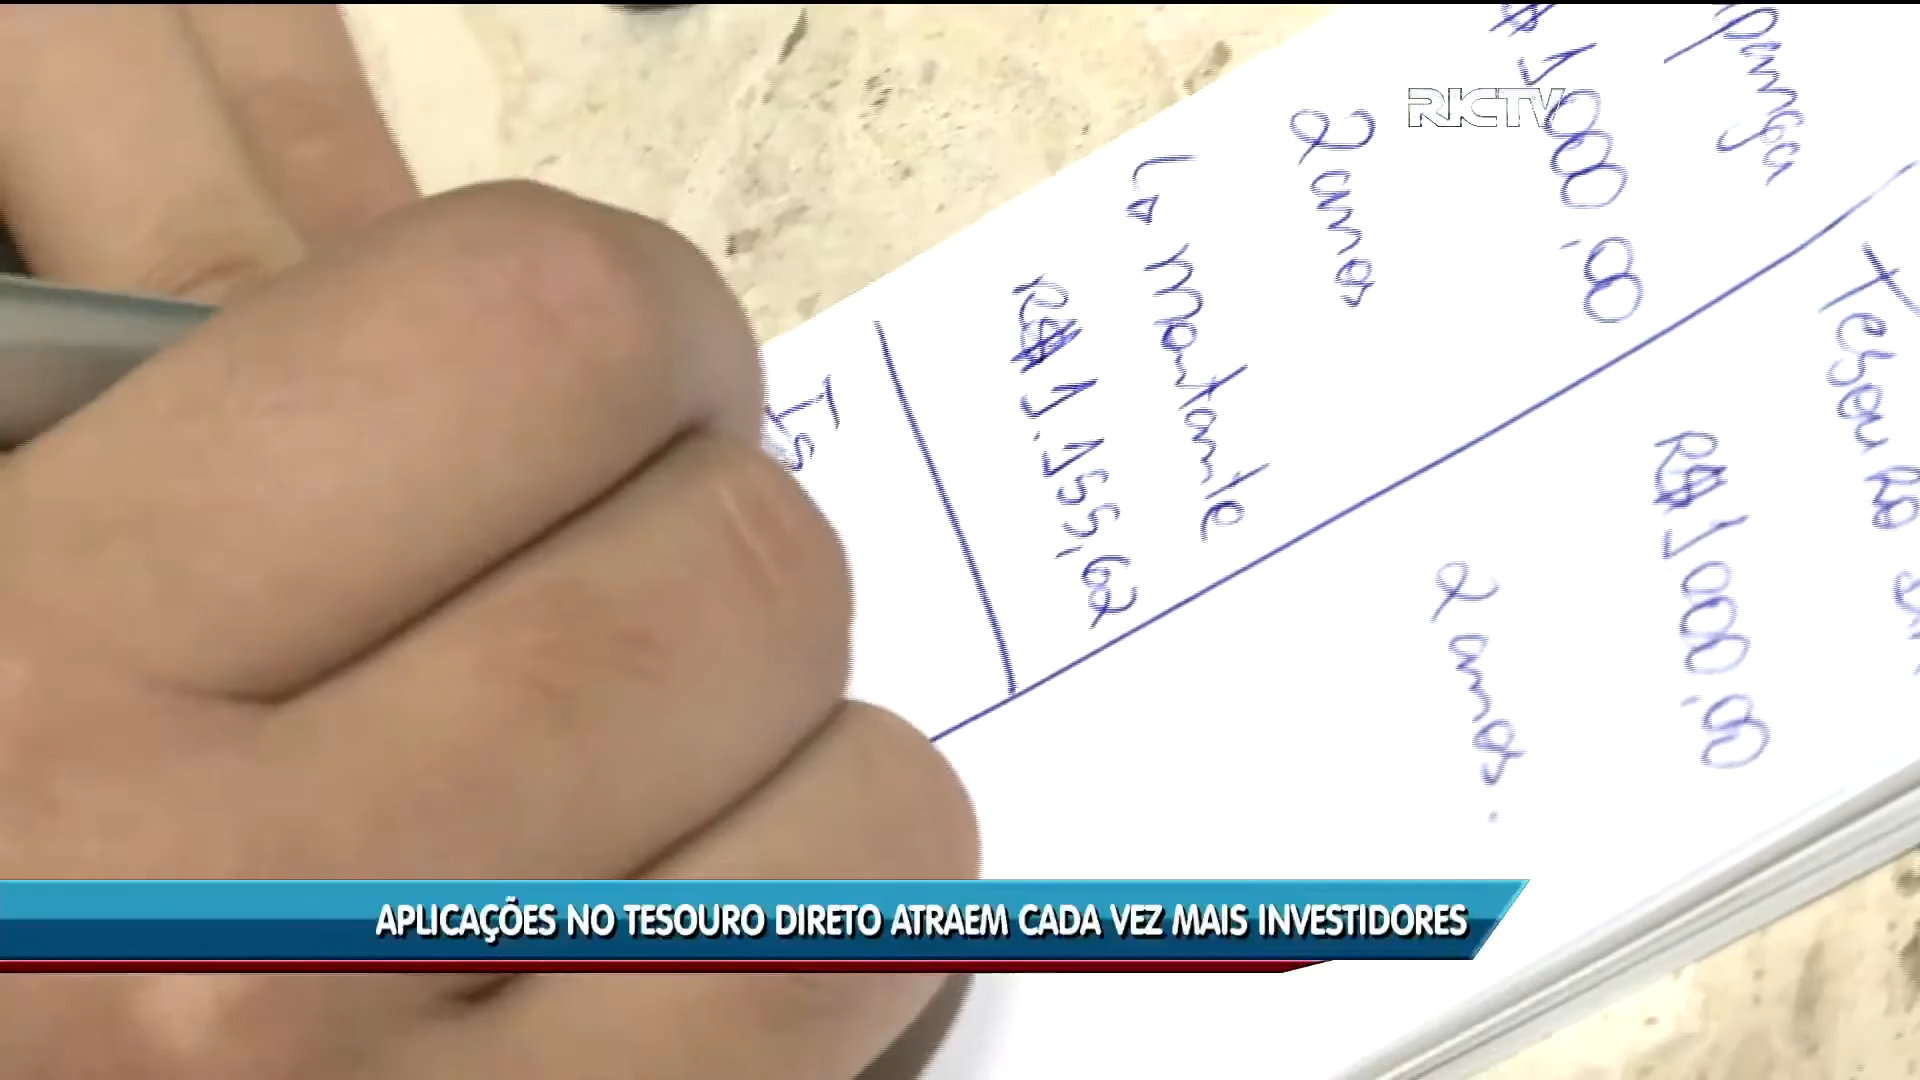 RICTV
R$ 1.000,00
2 anos
↳ Montante
R$ 1.155,62
Tesouro
R$ 1.000,00
2 anos.
APLICAÇÕES NO TESOURO DIRETO ATRAEM CADA VEZ MAIS INVESTIDORES